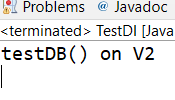 Problems @ Javadoc
<terminated> TestDI [Java
testDB() on V2